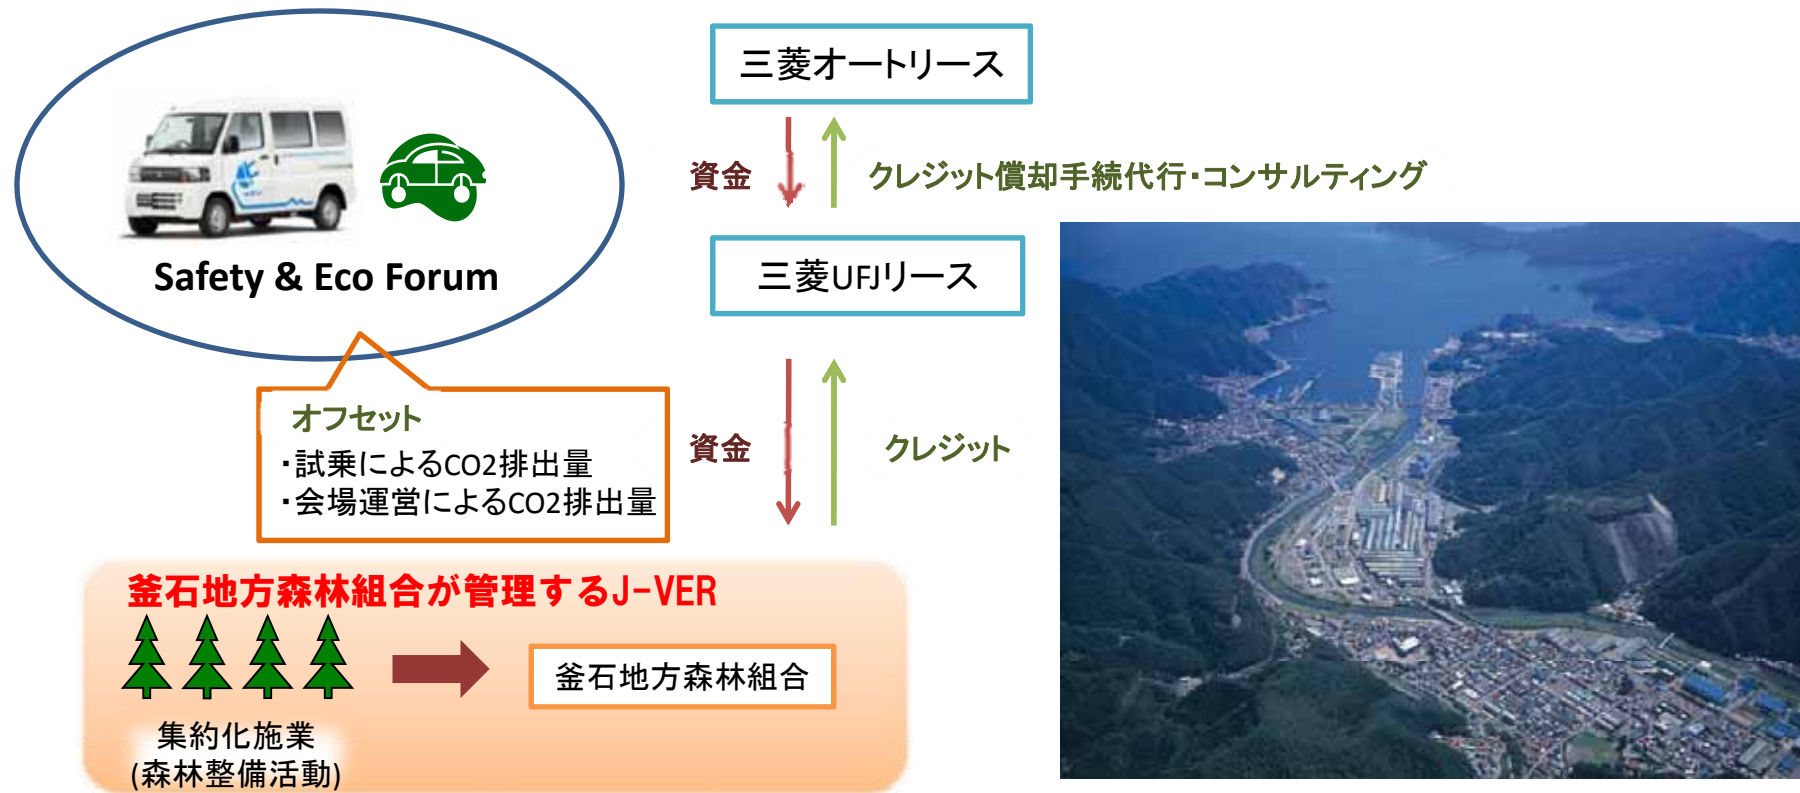 三菱オートリース
資金
クレジット償却手続代行・コンサルティング
Safety & Eco Forum
三菱UFJリース
オフセット
・試乗によるCO2排出量
・会場運営によるCO2排出量
資金
クレジット
釜石地方森林組合が管理するJ-VER
釜石地方森林組合
集約化施業
(森林整備活動)